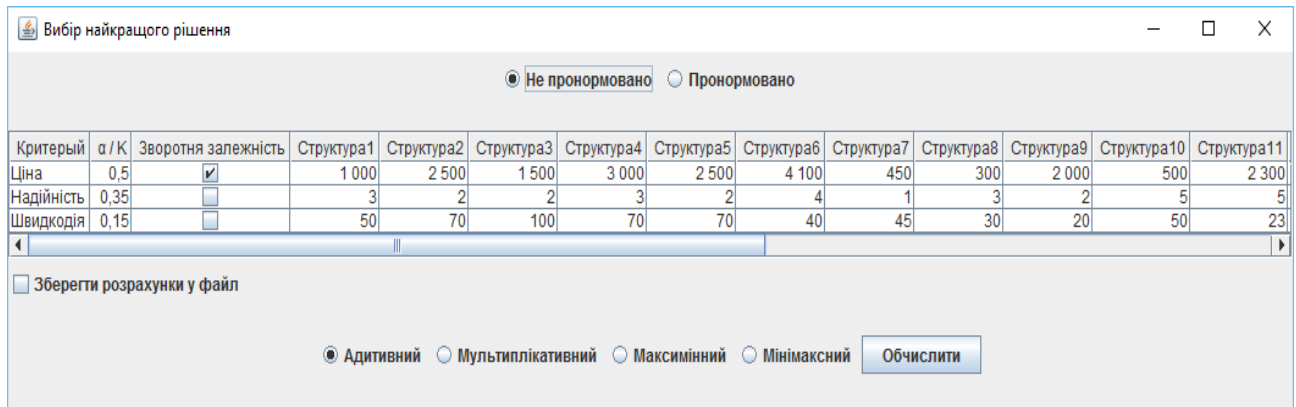 Вибір найкращого рішення
Не пронормовано Пронормовано
Критерый α / K Зворотня залежність Структура1 Структура2 Структура3 Структура4 Структура5 Структура6 Структура7 Структура8 Структура9 Структура10 Структура11
Ціна 0,5 1 000 2 500 1 500 3 000 2 500 4 100 450 300 2 000 500 2 300
Надійність 0,35 3 2 2 3 2 4 1 3 2 5 5
Швидкодія 0,15 50 70 100 70 70 40 45 30 20 50 23
Зберегти розрахунки у файл
Адитивний Мультиплікативний Максимінний Мінімаксний Обчислити